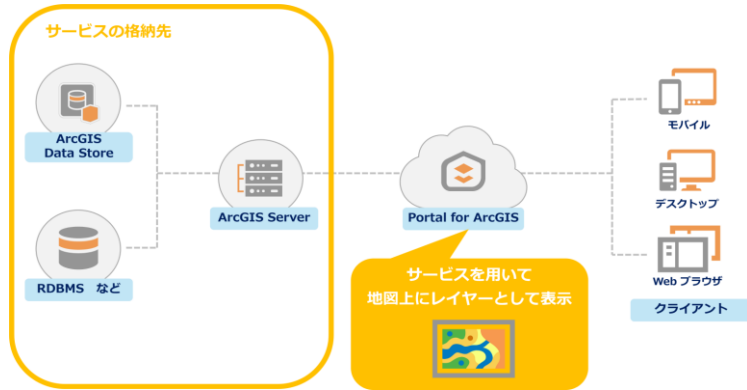 サービスの格納先
ArcGIS
Data Store
RDBMS など
ArcGIS Server
Portal for ArcGIS
サービスを用いて
地図上にレイヤーとして表示
モバイル
デスクトップ
Web ブラウザ
クライアント